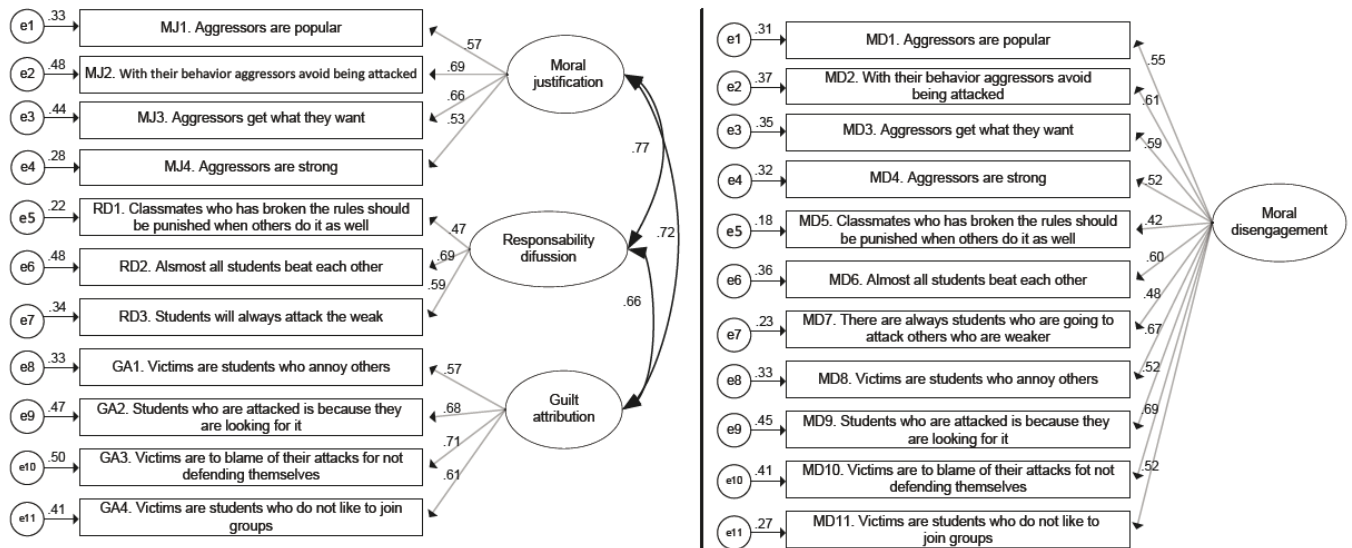 e1 .33 MJ1. Aggressors are popular
.57
e2 .48 MJ2. With their behavior aggressors avoid being attacked
.69
Moral
justification
e3 .44 MJ3. Aggressors get what they want
.66
.53
e4 .28 MJ4. Aggressors are strong
.77
e5 .22 RD1. Classmates who has broken the rules should
be punished when others do it as well
.47
Responsability
difussion
.72
e6 .48 RD2. Alsmost all students beat each other
.69
.59
.66
e7 .34 RD3. Students will always attack the weak
e8 .33 GA1. Victims are students who annoy others
.57
e9 .47 GA2. Students who are attacked is because they
are looking for it
.68
Guilt
attribution
e10 .50 GA3. Victims are to blame of their attacks for not
defending themselves
.71
.61
e11 .41 GA4. Victims are students who do not like to join
groups
e1 .31 MD1. Aggressors are popular
.55
e2 .37 MD2. With their behavior aggressors avoid
being attacked
.61
e3 .35 MD3. Aggressors get what they want
.59
e4 .32 MD4. Aggressors are strong
.52
Moral
disengagement
e5 .18 MD5. Classmates who has broken the rules should
be punished when others do it as well
.42
e6 .36 MD6. Almost all students beat each other
.60
.48
e7 .23 MD7. There are always students who are going to
attack others who are weaker
.67
.52
e8 .33 MD8. Victims are students who annoy others
e9 .45 MD9. Students who are attacked is because they
are looking for it
.69
e10 .41 MD10. Victims are to blame of their attacks fot not
defending themselves
.52
e11 .27 MD11. Victims are students who do not like to
join groups